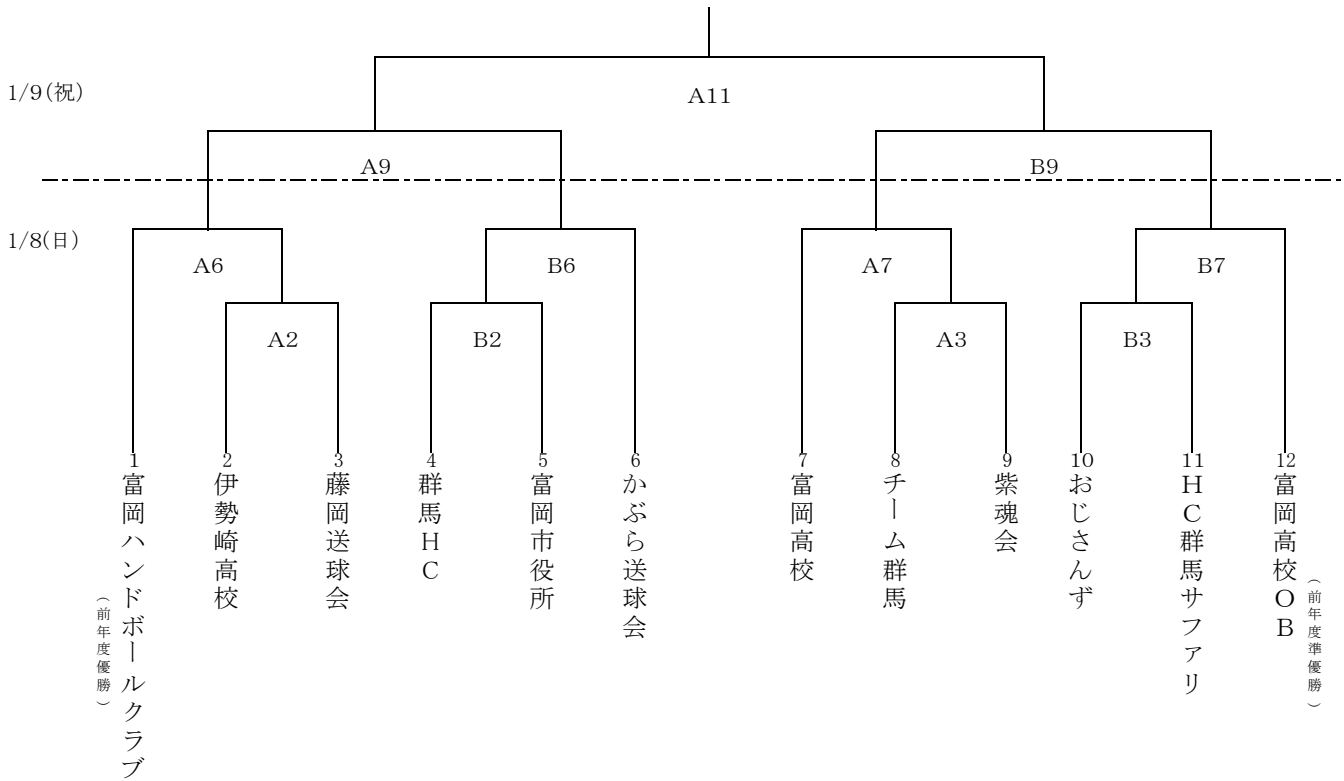 1/9(祝)
A11
A9
B9
1/8(日)
A6
B6
A7
B7
A2
B2
A3
B3
1
富岡ハンドボールクラブ
(前年度優勝)
2
伊勢崎高校
3
藤岡送球会
4
群馬HC
5
富岡市役所
6
かぶら送球会
7
富岡高校
8
チーム群馬
9
紫魂会
10
おじさんず
11
HC群馬サファリ
12
富岡高校OB
(前年度準優勝)